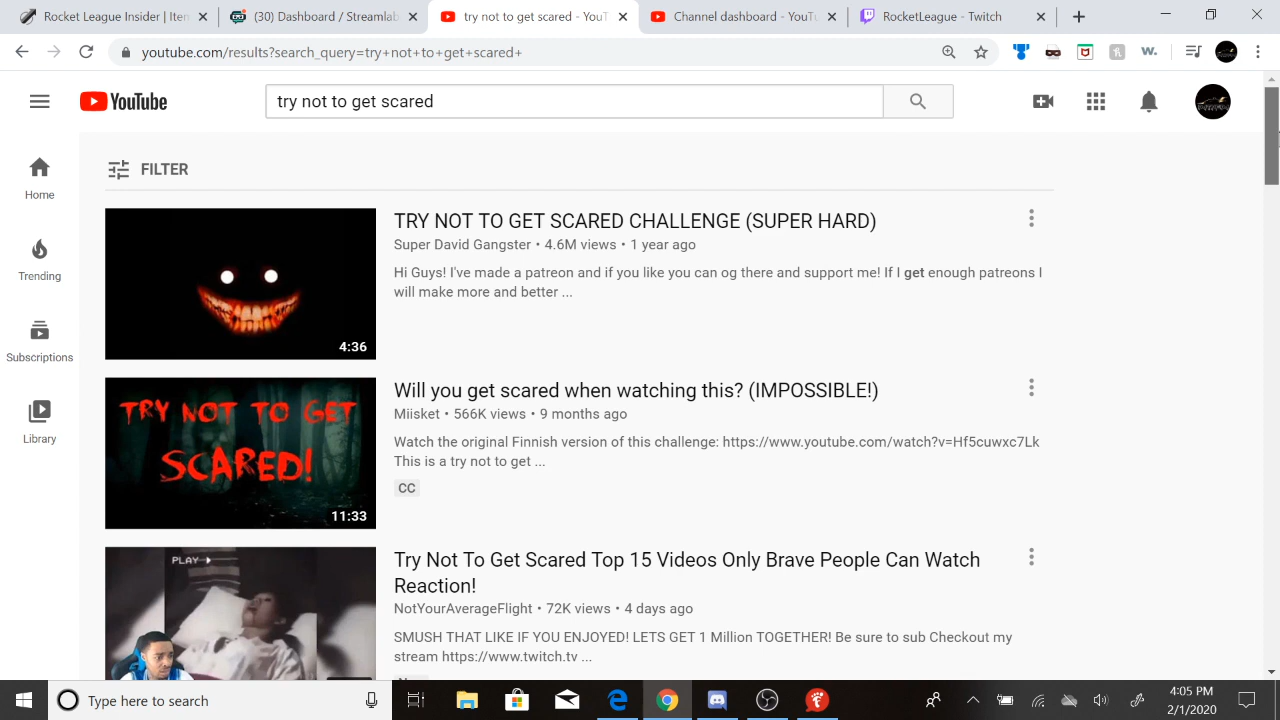 try not to get scared - YouT
Channel dashboard - YouTub
RocketLeague - Twitch
youtube.com/results?search_query=try+not+to+get+scared+
w.
YouTube
try not to get scared
FILTER
Home
Trending
Subscriptions
Library
TRY NOT TO GET SCARED CHALLENGE (SUPER HARD)
Super David Gangster • 4.6M views • 1 year ago
Hi Guys! I've made a patreon and if you like you can og there and support me! If I get enough patreons I
will make more and better ...
4:36
TRY NOT TO GET
SCARED!
11:33
Will you get scared when watching this? (IMPOSSIBLE!)
Miisket • 566K views • 9 months ago
Watch the original Finnish version of this challenge: https://www.youtube.com/watch?v=Hf5cuwxc7Lk
This is a try not to get ...
CC
PLAY
Try Not To Get Scared Top 15 Videos Only Brave People Can Watch
Reaction!
NotYourAverageFlight • 72K views • 4 days ago
SMUSH THAT LIKE IF YOU ENJOYED! LETS GET 1 Million TOGETHER! Be sure to sub Checkout my
stream https://www.twitch.tv ...
Type here to search
4:05 PM
2/1/2020